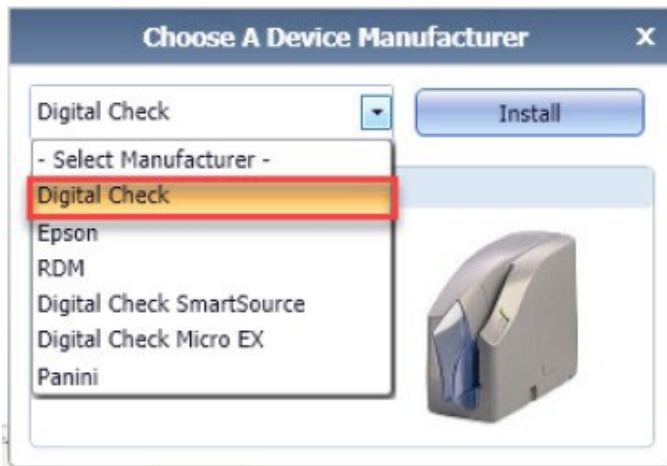 Choose A Device Manufacturer X
Digital Check
Install
- Select Manufacturer -
Digital Check
Epson
RDM
Digital Check SmartSource
Digital Check Micro EX
Panini